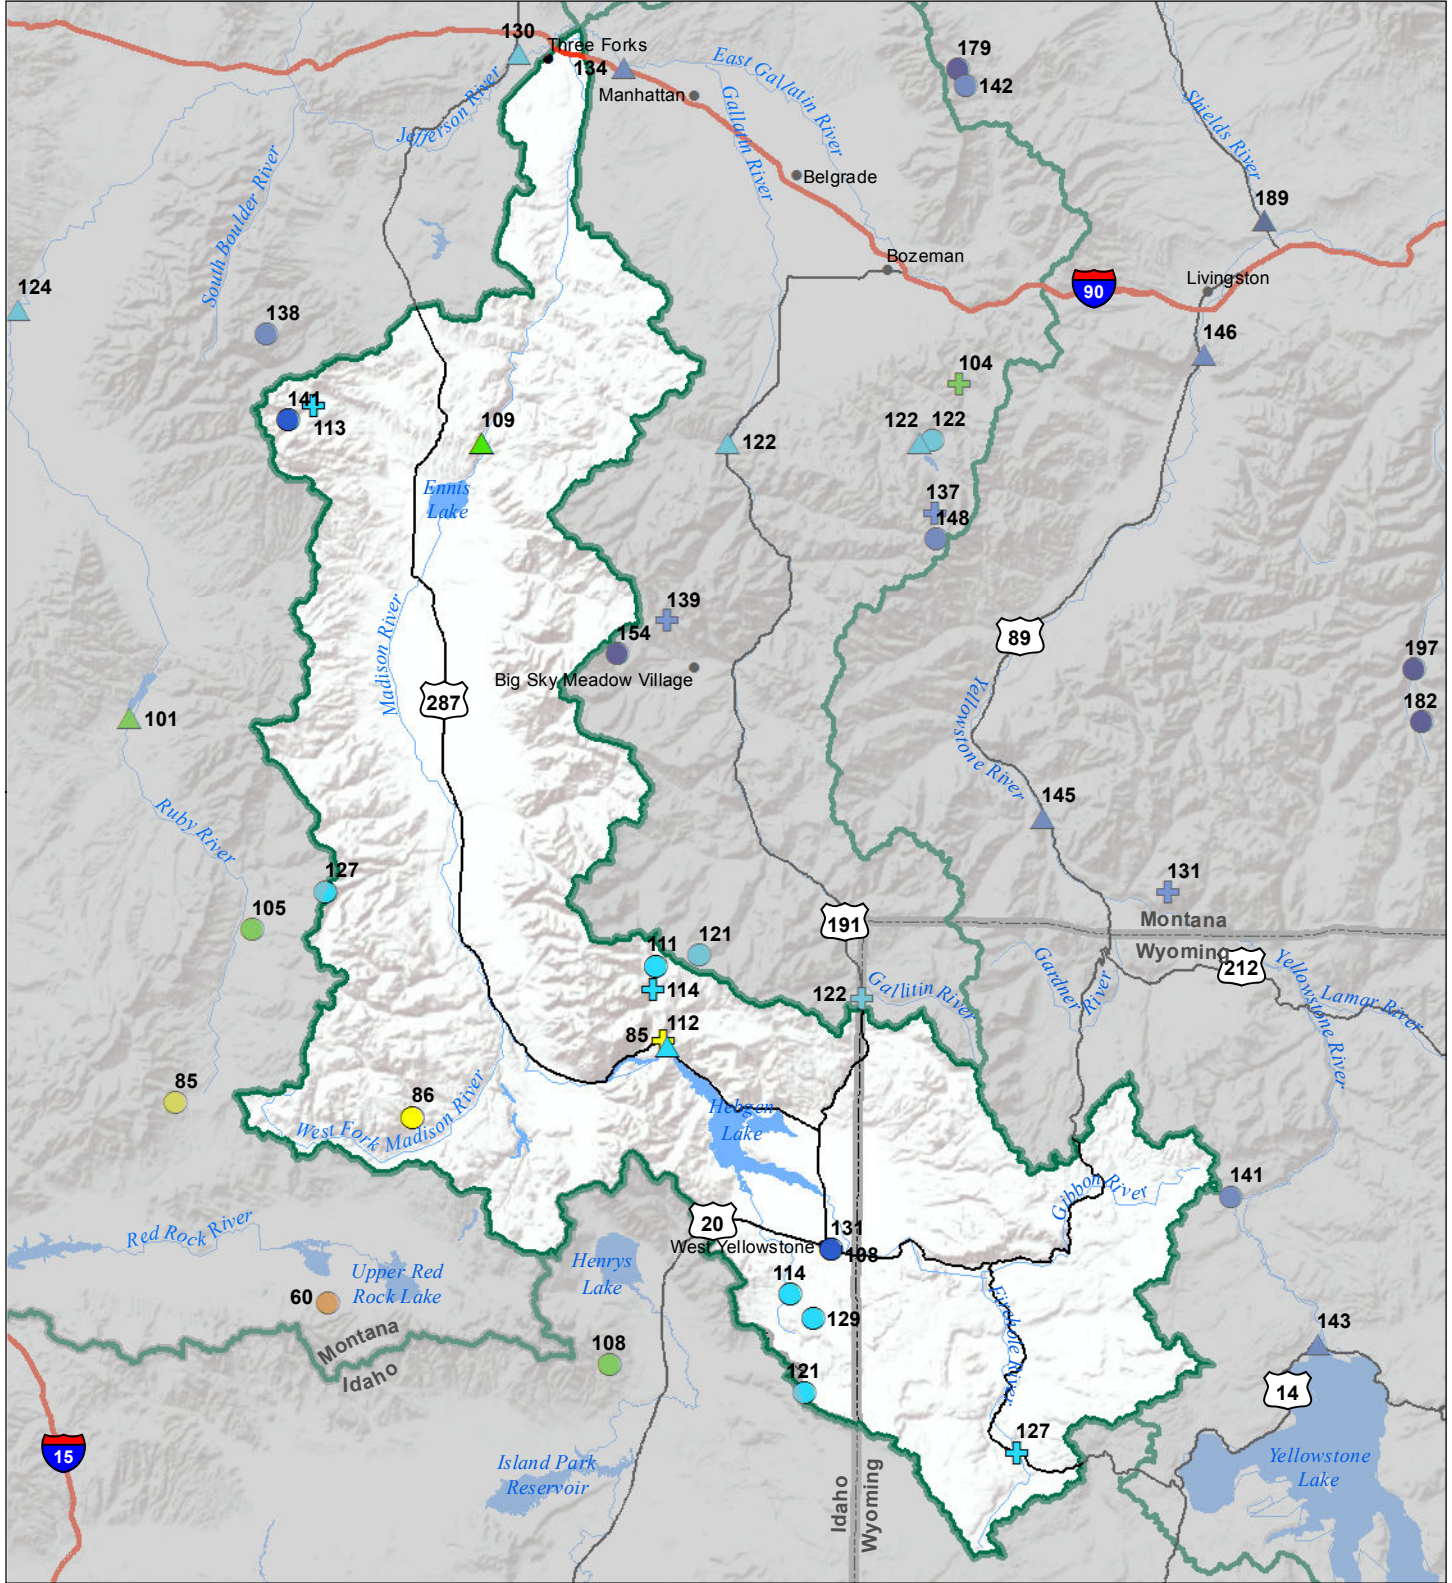 130
Three Forks
179
134
142
East Gallatin River
Manhattan
Jefferson River
Gallatin River
Shields River
South Boulder River
Belgrade
189
Bozeman
Livingston
90
124
138
146
104
141
113
109
122
122
122
Ennis
Lake
137
148
Madison River
139
154
89
Big Sky Meadow Village
197
287
182
101
Yellowstone River
145
Ruby River
127
131
105
191
Montana
121
111
Wyoming
212
Yellowstone River
114
122
Gallitin River
Gardner
River
Lamar River
112
85
85
86
Hebgen
Lake
West Fork Madison River
141
Gibbon River
Red Rock River
20
131
West Yellowstone
108
Henrys
Lake
Upper Red
Rock Lake
114
60
129
Firehole River
143
Montana
108
Idaho
121
14
127
15
Island Park
Reservoir
Yellowstone
Lake
Idaho
Wyoming